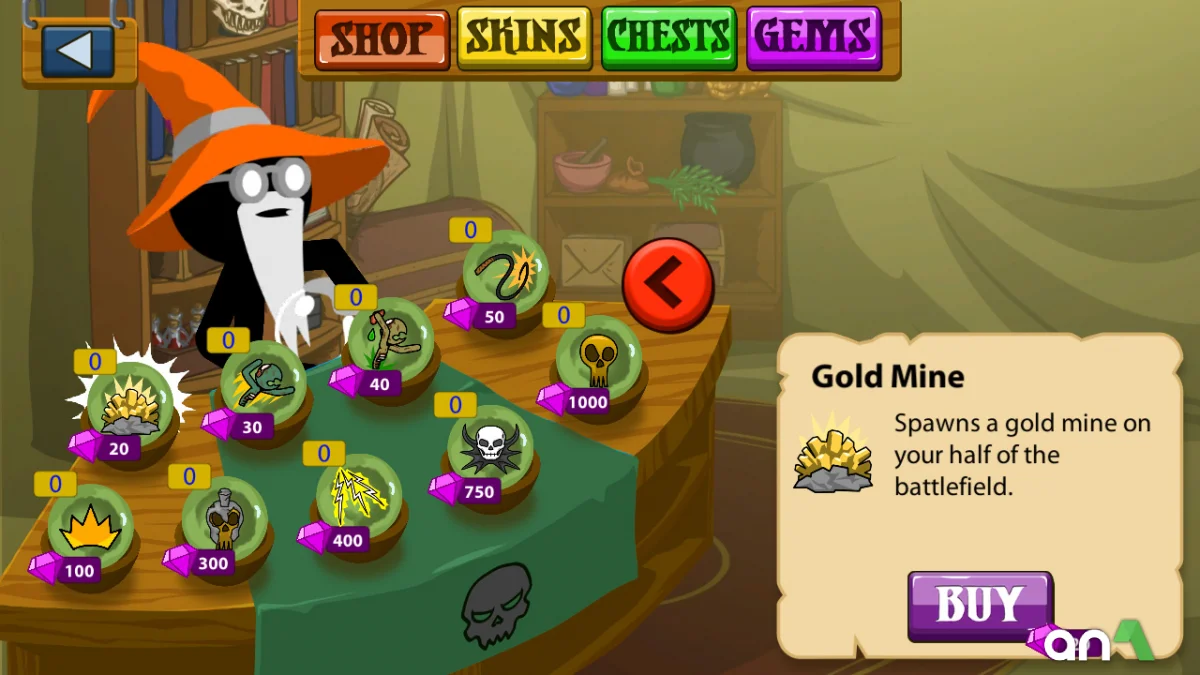 SHOP
SKINS
CHESTS
GEMS
0
50
0
40
0
1000
0
30
0
20
0
750
0
400
0
300
0
100
Gold Mine
Spawns a gold mine on
your half of the
battlefield.
BUY
an